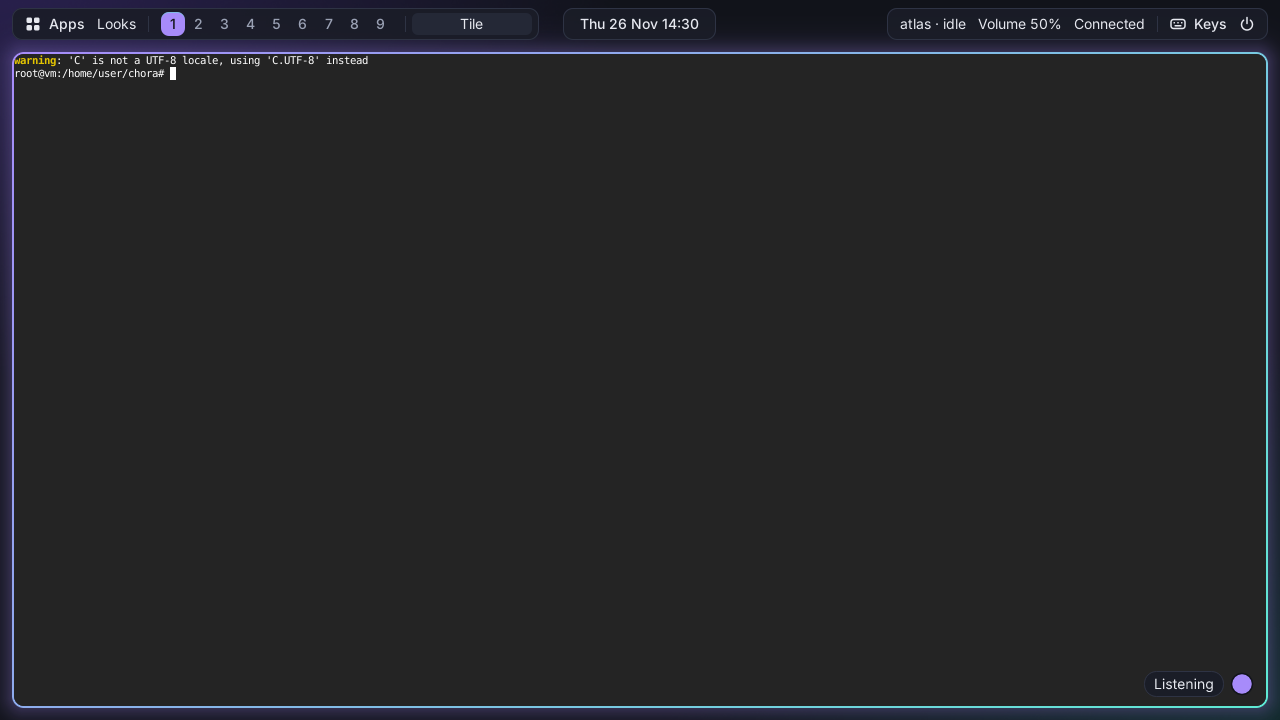 Apps Looks 1 2 3 4 5 6 7 8 9 Tile Thu 26 Nov 14:30 atlas · idle Volume 50% Connected Keys
warning: 'C' is not a UTF-8 locale, using 'C.UTF-8' instead
root@vm:/home/user/chora#
Listening